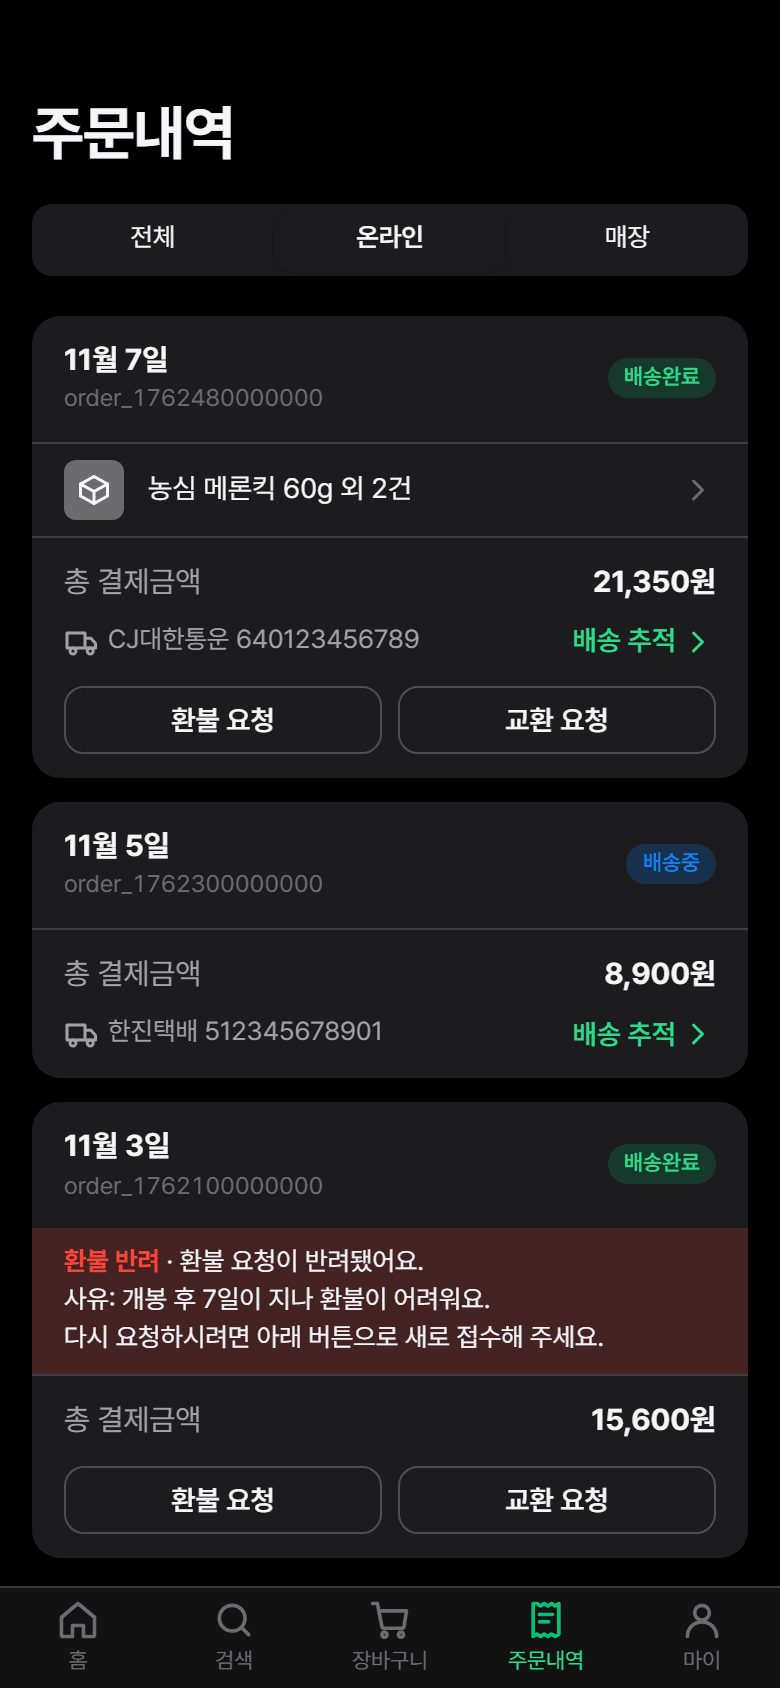 주문내역
전체 온라인 매장
11월 7일
배송완료
order_1762480000000
농심 메론킥 60g 외 2건
총 결제금액 21,350원
CJ대한통운 640123456789 배송 추적
환불 요청 교환 요청
11월 5일
배송중
order_1762300000000
총 결제금액 8,900원
한진택배 512345678901 배송 추적
11월 3일
배송완료
order_1762100000000
환불 반려 · 환불 요청이 반려됐어요.
사유: 개봉 후 7일이 지나 환불이 어려워요.
다시 요청하시려면 아래 버튼으로 새로 접수해 주세요.
총 결제금액 15,600원
환불 요청 교환 요청
홈 검색 장바구니 주문내역 마이